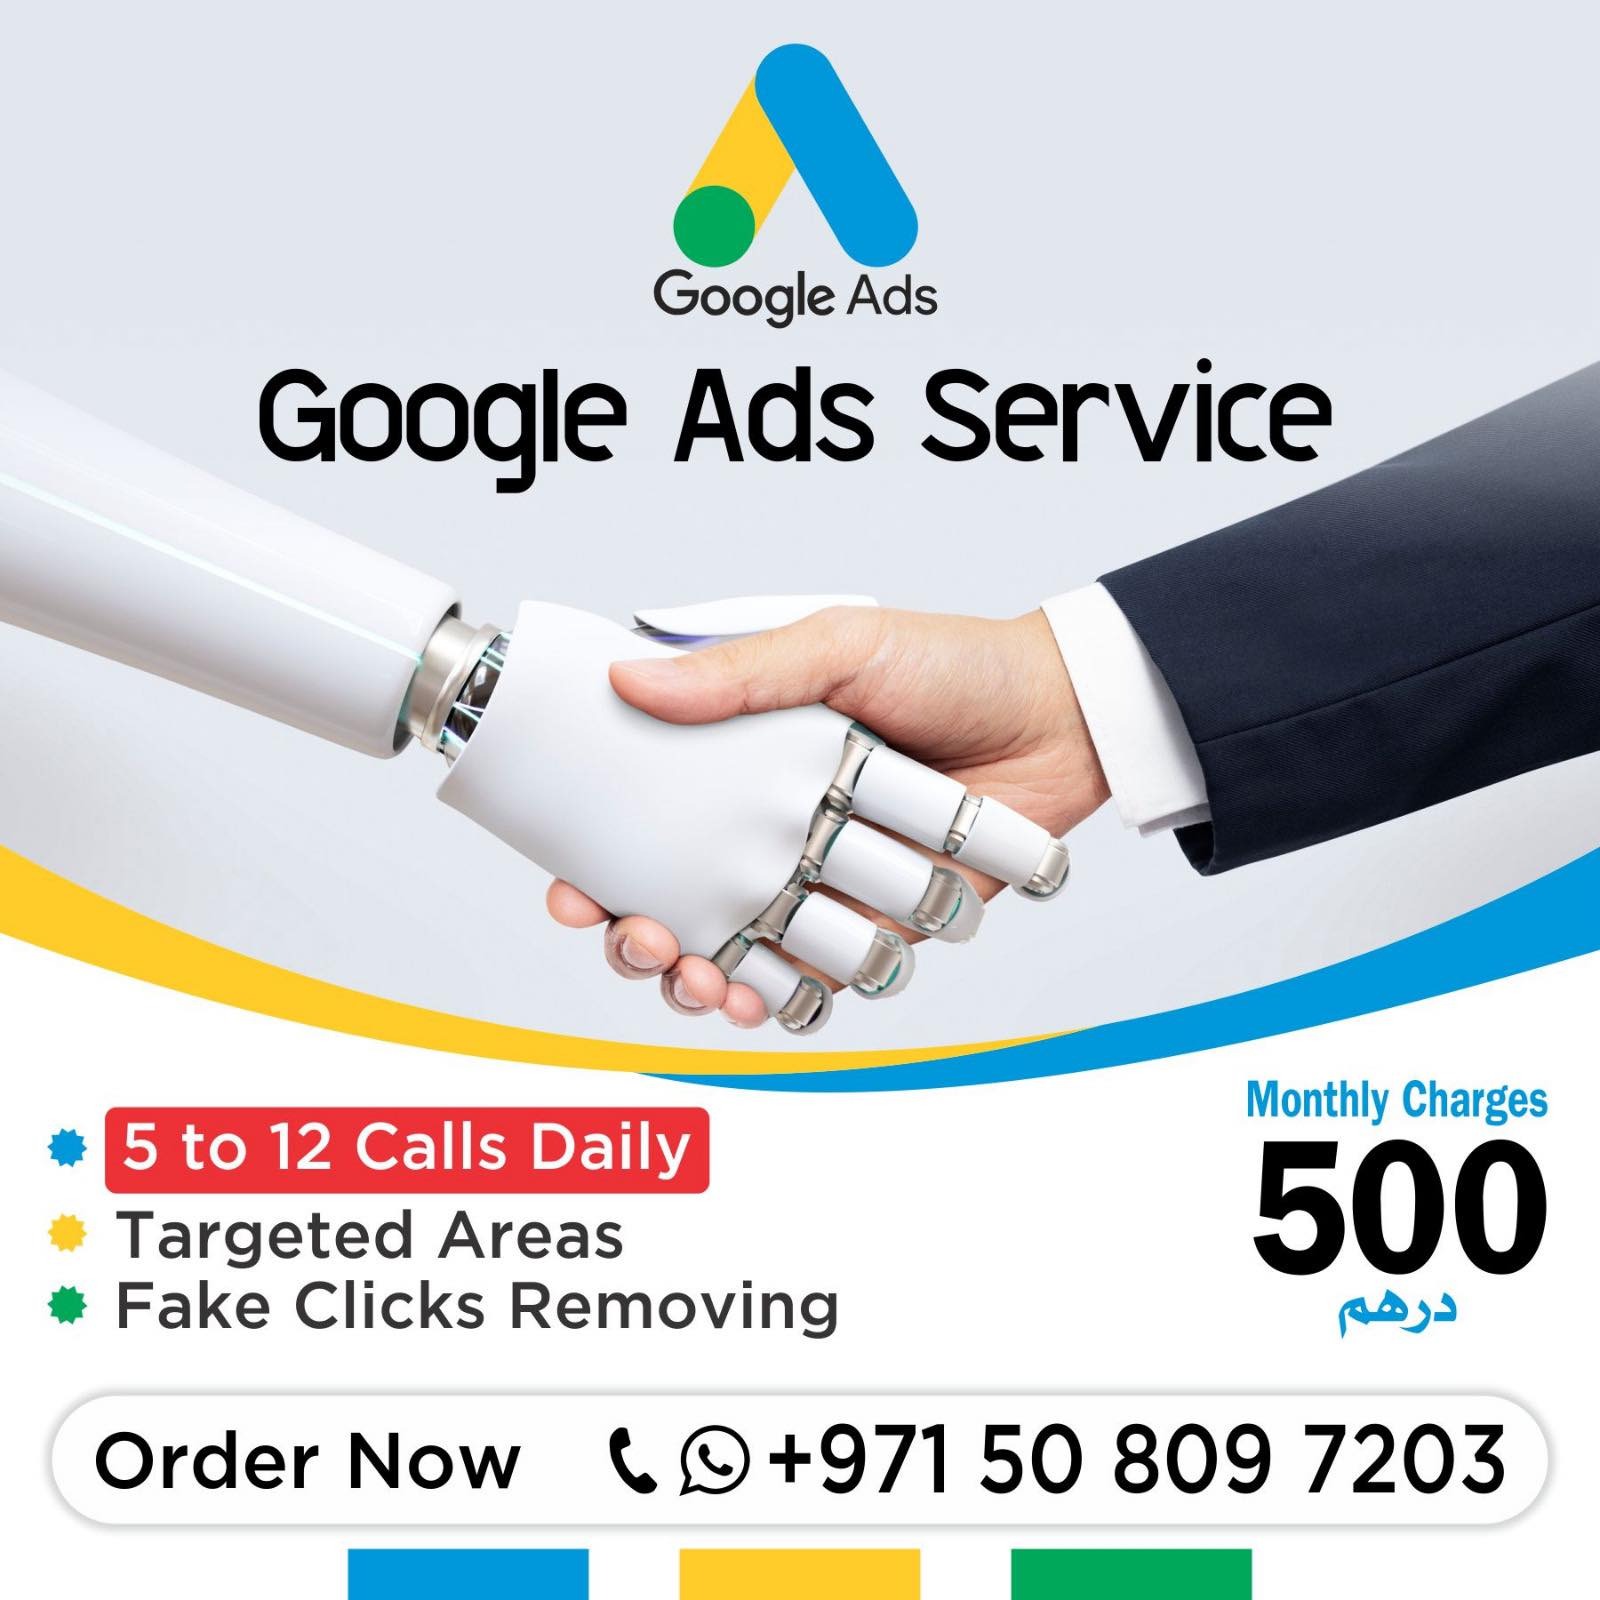 Google Ads
Google Ads Service
5 to 12 Calls Daily
Targeted Areas
Fake Clicks Removing
Monthly Charges
500
درهم
Order Now +971 50 809 7203